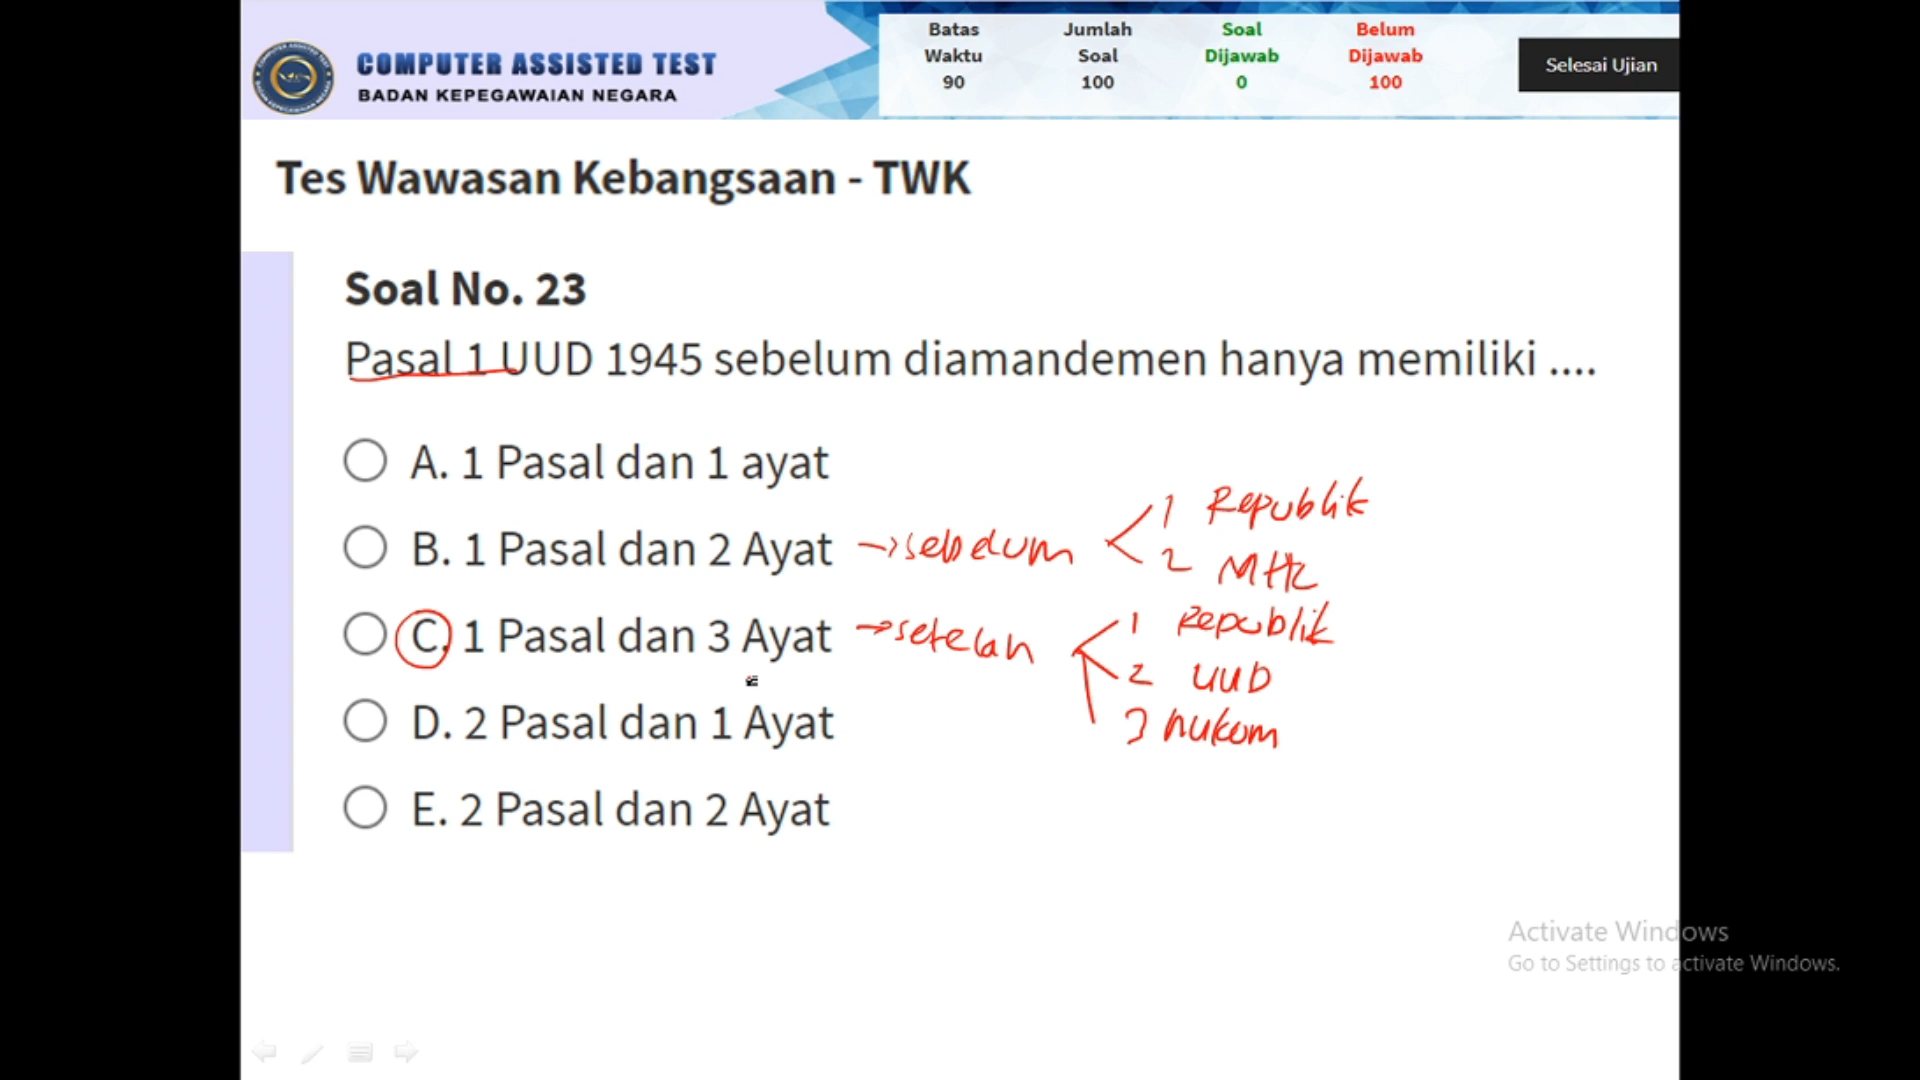 COMPUTER ASSISTED TEST
BADAN KEPEGAWAIAN NEGARA
Batas Waktu 90
Jumlah Soal 100
Soal Dijawab 0
Belum Dijawab 100
Selesai Ujian
Tes Wawasan Kebangsaan - TWK
Soal No. 23
Pasal 1 UUD 1945 sebelum diamandemen hanya memiliki ....
A. 1 Pasal dan 1 ayat
B. 1 Pasal dan 2 Ayat → sebelum
1 Republik
2
C. 1 Pasal dan 3 Ayat → setelah
1 Republik
2 UUD
3 hukum
D. 2 Pasal dan 1 Ayat
E. 2 Pasal dan 2 Ayat
Activate Windows
Go to Settings to activate Windows.